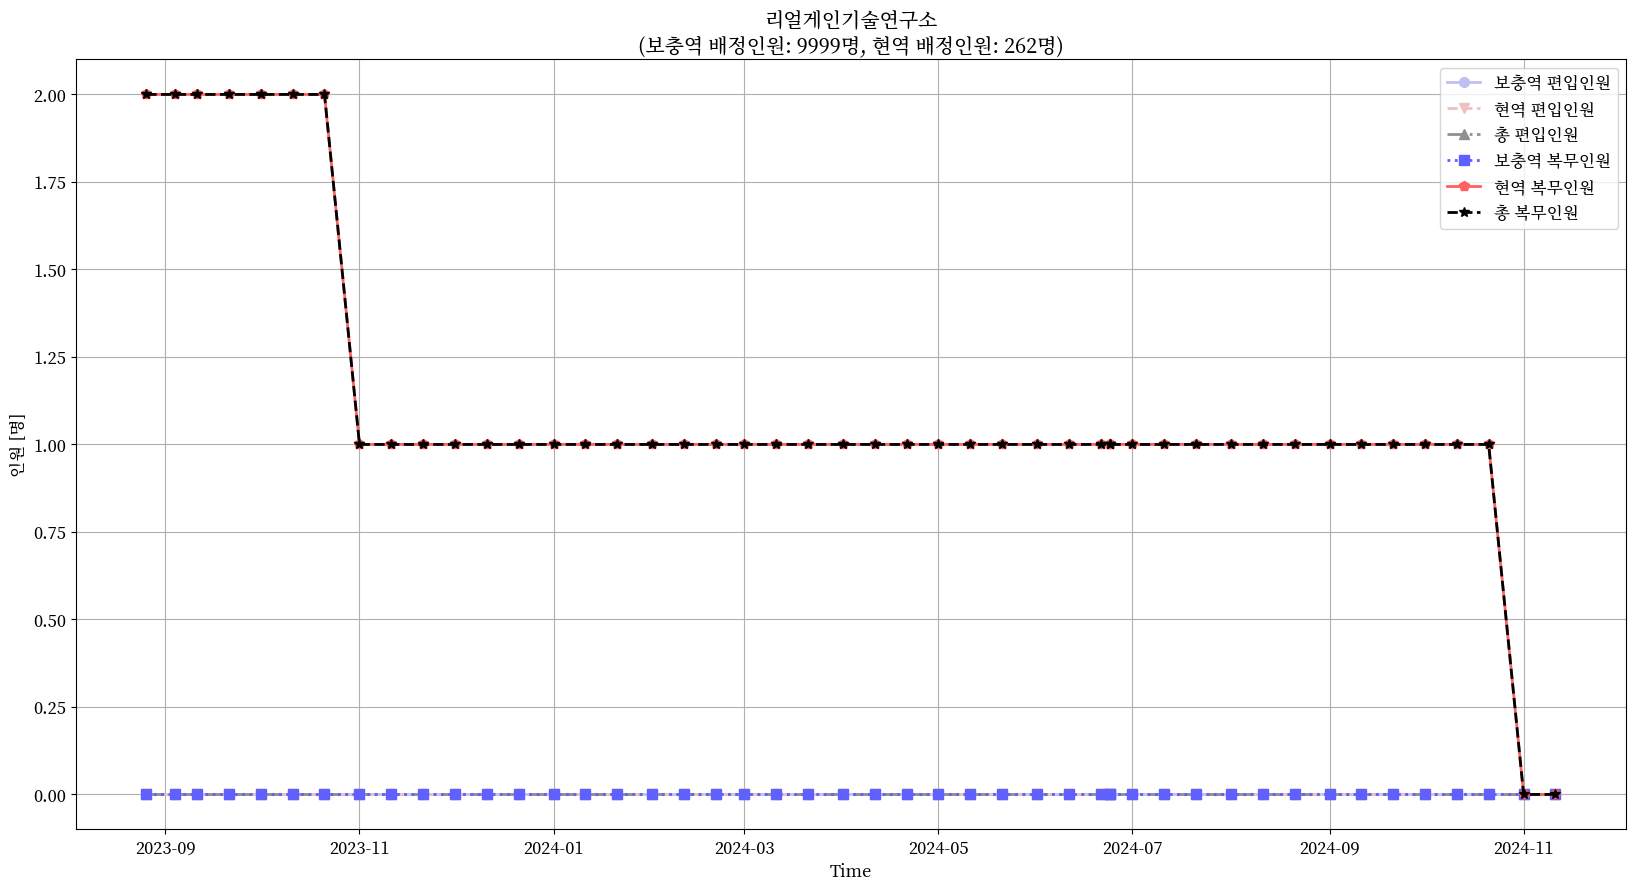 리얼게인기술연구소
(보충역 배정인원: 9999명, 현역 배정인원: 262명)
보충역 편입인원
현역 편입인원
총 편입인원
보충역 복무인원
현역 복무인원
총 복무인원
2.00
1.75
1.50
1.25
1.00
0.75
0.50
0.25
0.00
인원 [명]
2023-09 2023-11 2024-01 2024-03 2024-05 2024-07 2024-09 2024-11
Time